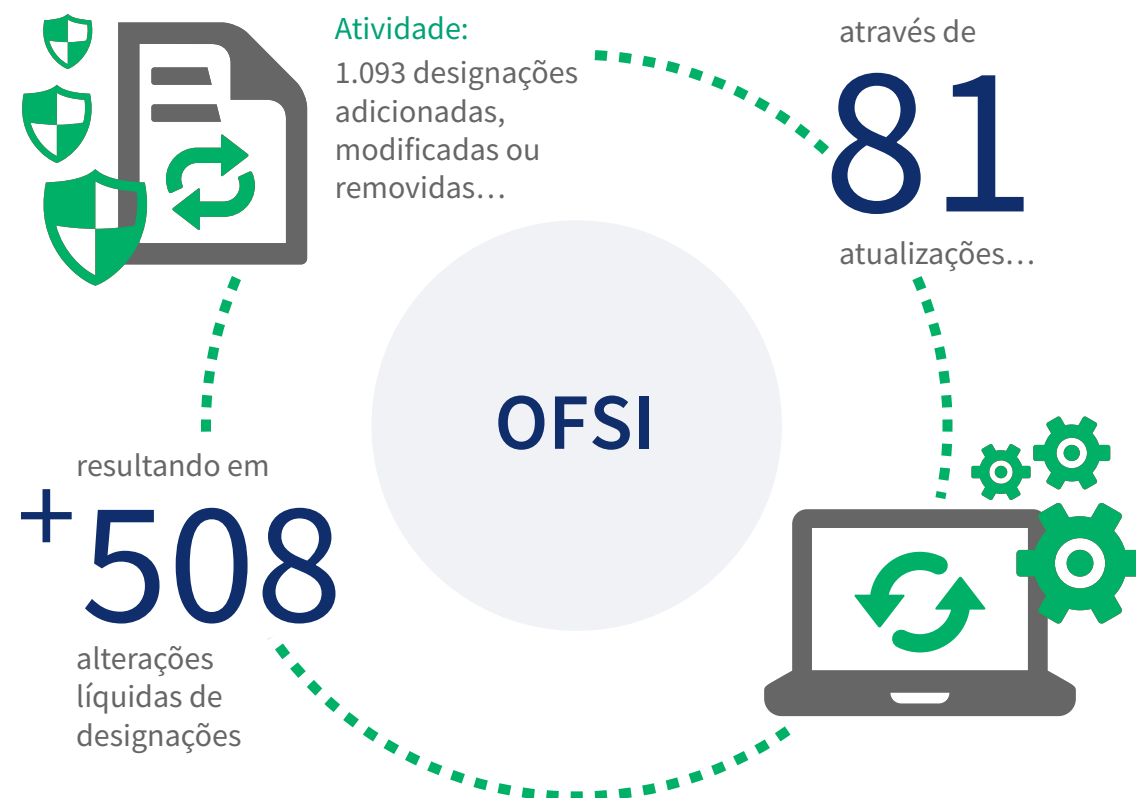 Atividade:
1.093 designações
adicionadas,
modificadas ou
removidas…
através de
81
atualizações…
OFSI
resultando em
+508
alterações
líquidas de
designações